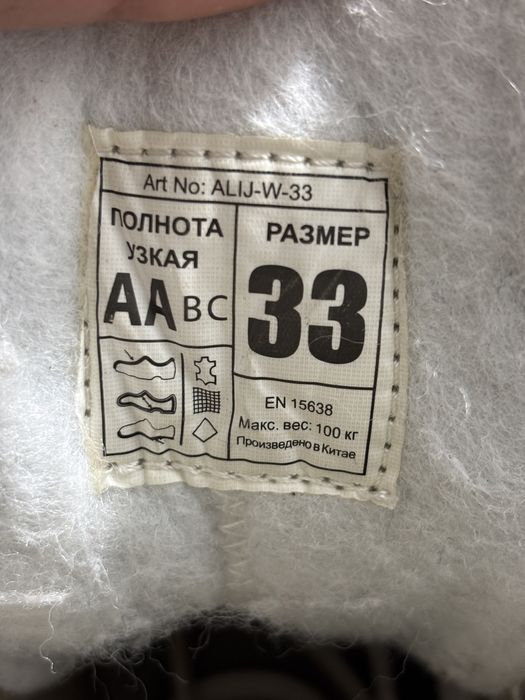 Art No: ALIJ-W-33
ПОЛНОТА
УЗКАЯ
AA B C
РАЗМЕР
33
EN 15638
Макс. вес: 100 кг
Произведено в Китае